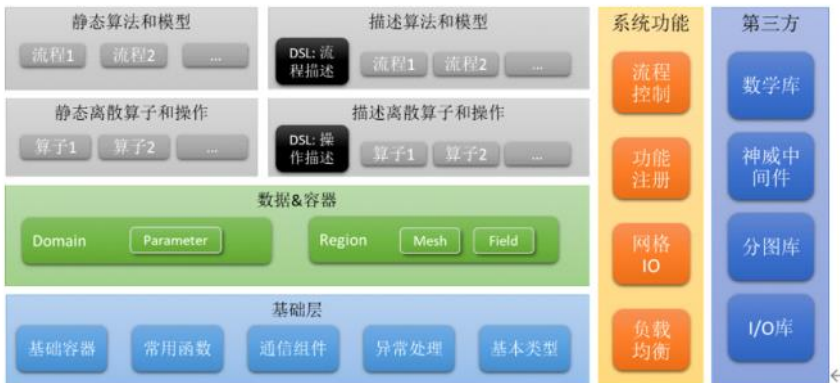 静态算法和模型
流程1 流程2 ...
描述算法和模型
DSL: 流
程描述
流程1 流程2 ...
静态离散算子和操作
算子1 算子2 ...
描述离散算子和操作
DSL: 操
作描述
算子1 算子2 ...
数据&容器
Domain Parameter
Region Mesh Field
基础层
基础容器 常用函数 通信组件 异常处理 基本类型
系统功能
流程
控制
功能
注册
网格
IO
负载
均衡
第三方
数学库
神威中
间件
分图库
I/O库